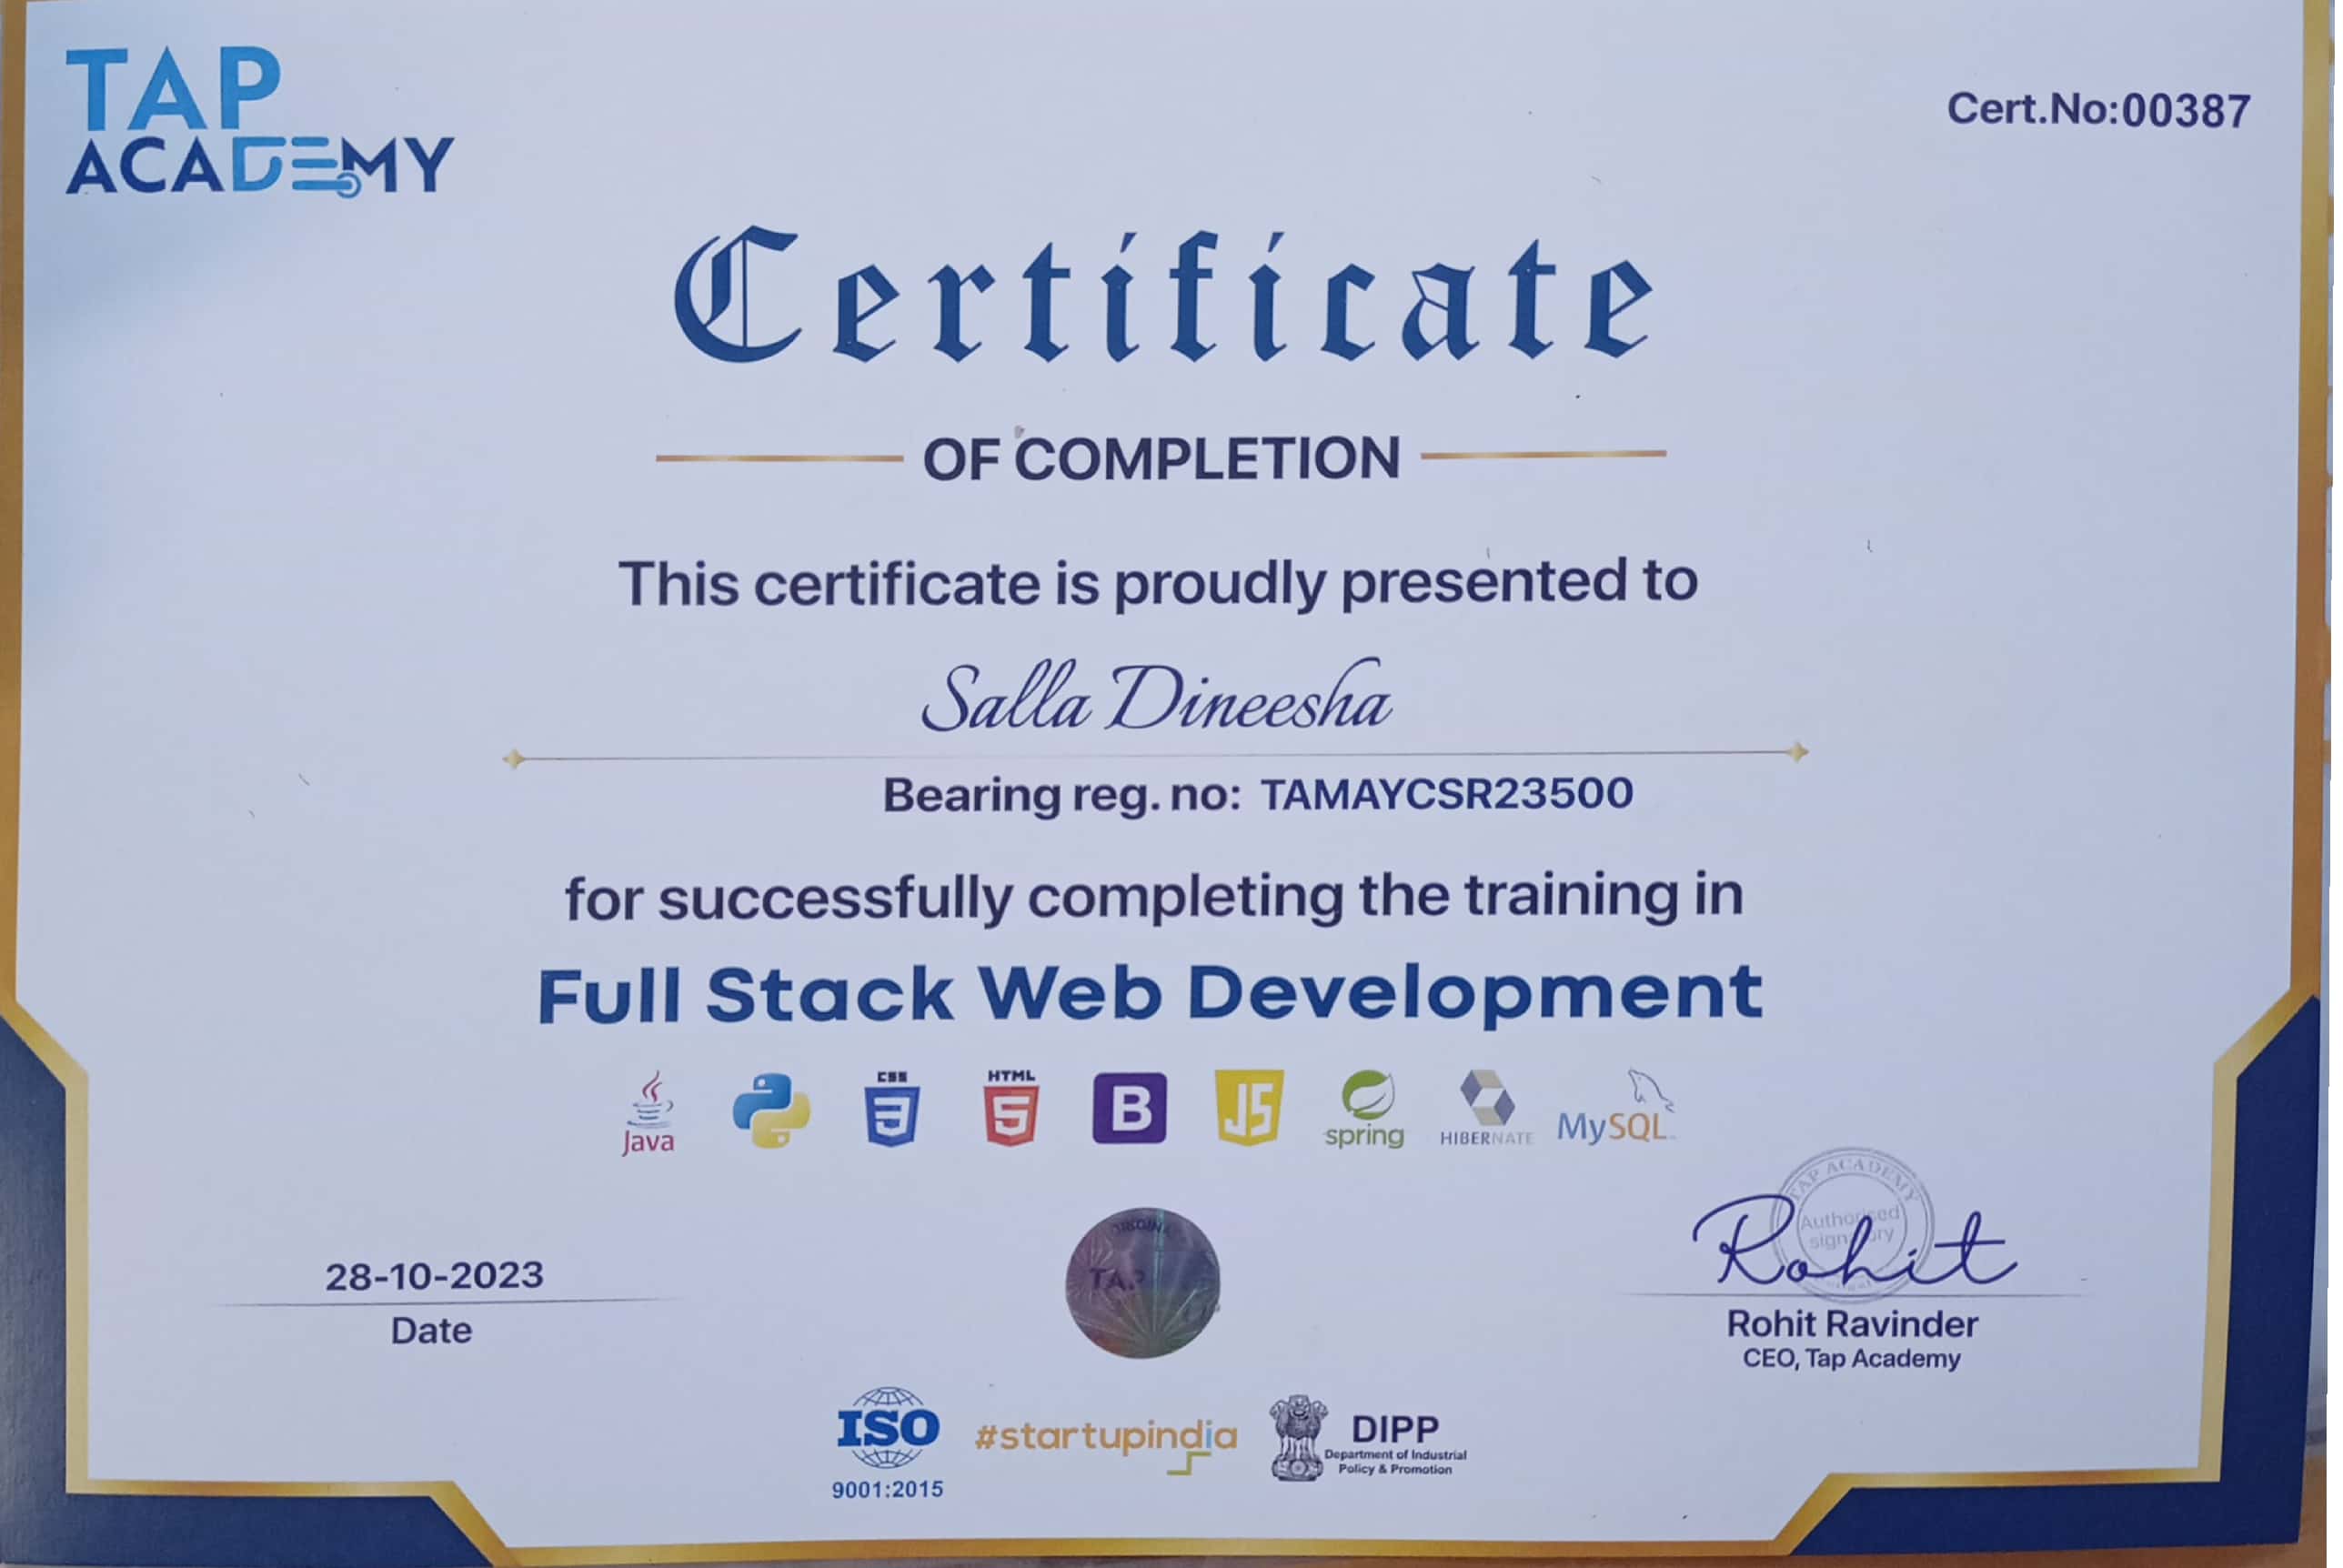 TAP
ACADEMY
Cert.No:00387
Certificate
OF COMPLETION
This certificate is proudly presented to
Salla Dineesha
Bearing reg. no: TAMAYCSR23500
for successfully completing the training in
Full Stack Web Development
Java
CSS
3
HTML
5
B
JS
spring
HIBERNATE
MySQL
TAP ACADEMY
Authorised
signatory
Rohit
28-10-2023
Date
TAP
Rohit Ravinder
CEO, Tap Academy
ISO
9001:2015
#startupindia
DIPP
Department of Industrial
Policy & Promotion